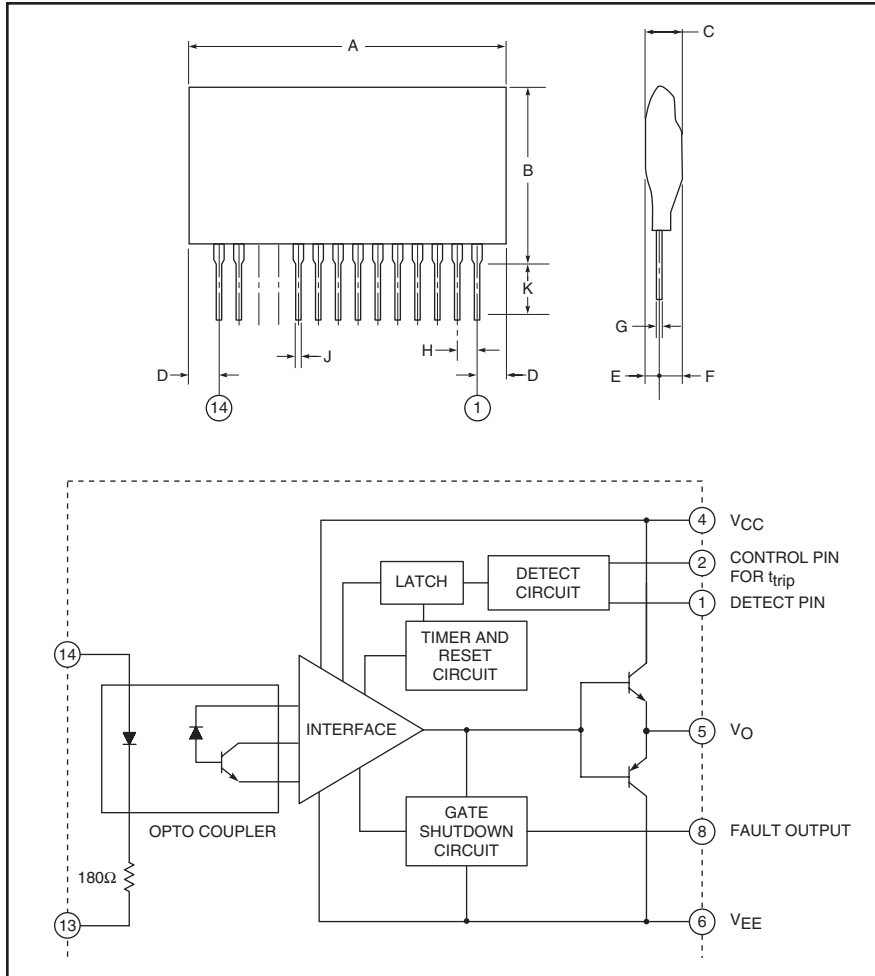 A
C
B
K
G
J
H
D
D
E
F
14
1
4 VCC
2 CONTROL PIN
FOR ttrip
1 DETECT PIN
LATCH
DETECT
CIRCUIT
TIMER AND
RESET
CIRCUIT
14
INTERFACE
5 VO
OPTO COUPLER
GATE
SHUTDOWN
CIRCUIT
8 FAULT OUTPUT
180Ω
13
6 VEE